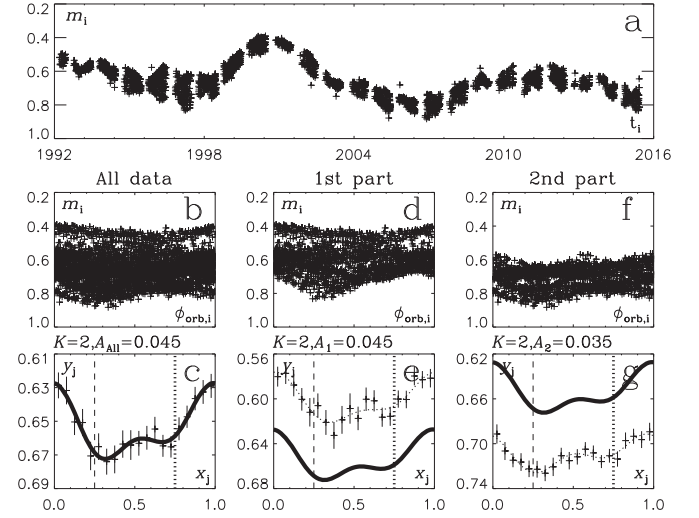 0.2
m_i
a
0.4
0.6
0.8
1.0
t_i
1992 1998 2004 2010 2016
All data 1st part 2nd part
0.2 m_i b 0.2 m_i d 0.2 m_i f
0.4 0.4 0.4
0.6 0.6 0.6
0.8 0.8 0.8
1.0 ϕ_orb,i 1.0 ϕ_orb,i 1.0 ϕ_orb,i
K=2,A_All=0.045 K=2,A_1=0.045 K=2,A_2=0.035
0.61 y_j c 0.56 y_j e 0.62 y_j g
0.63 0.60 0.66
0.65 0.64 0.70
0.67 0.68 0.74
0.69
x_j x_j x_j
0.0 0.5 1.0 0.0 0.5 1.0 0.0 0.5 1.0